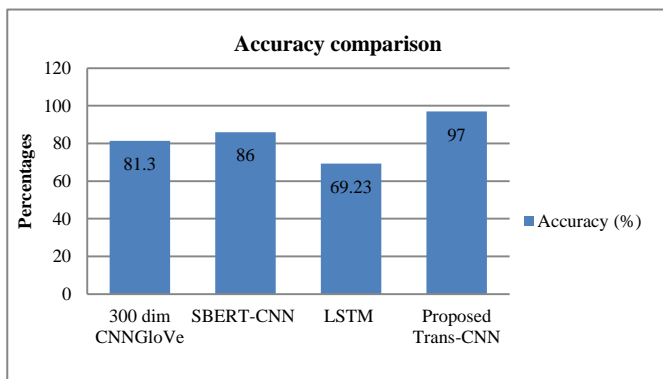 Accuracy comparison
Percentages
120
100
80
60
40
20
0
81.3
86
69.23
97
300 dim
CNNGloVe
SBERT-CNN
LSTM
Proposed
Trans-CNN
Accuracy (%)